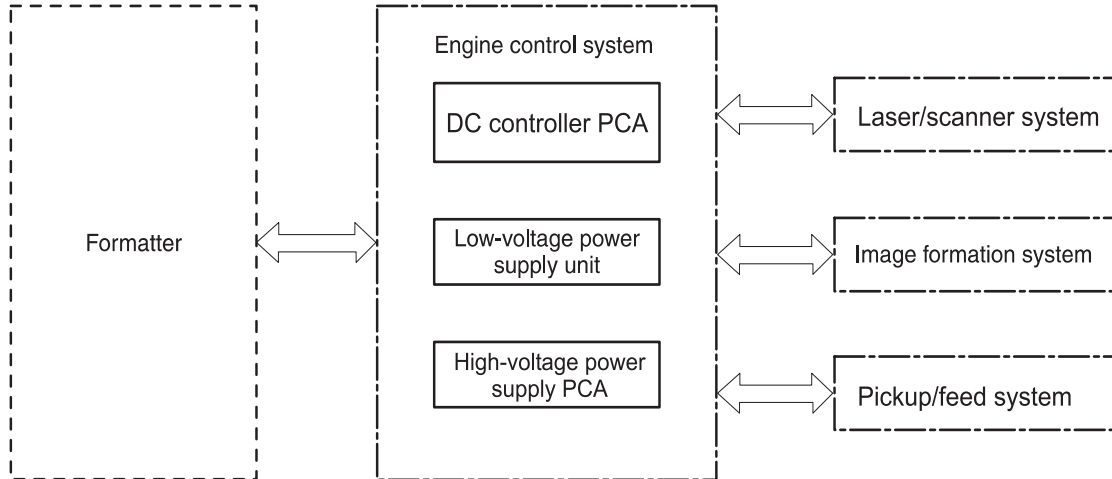 Formatter
Engine control system
DC controller PCA
Low-voltage power
supply unit
High-voltage power
supply PCA
Laser/scanner system
Image formation system
Pickup/feed system